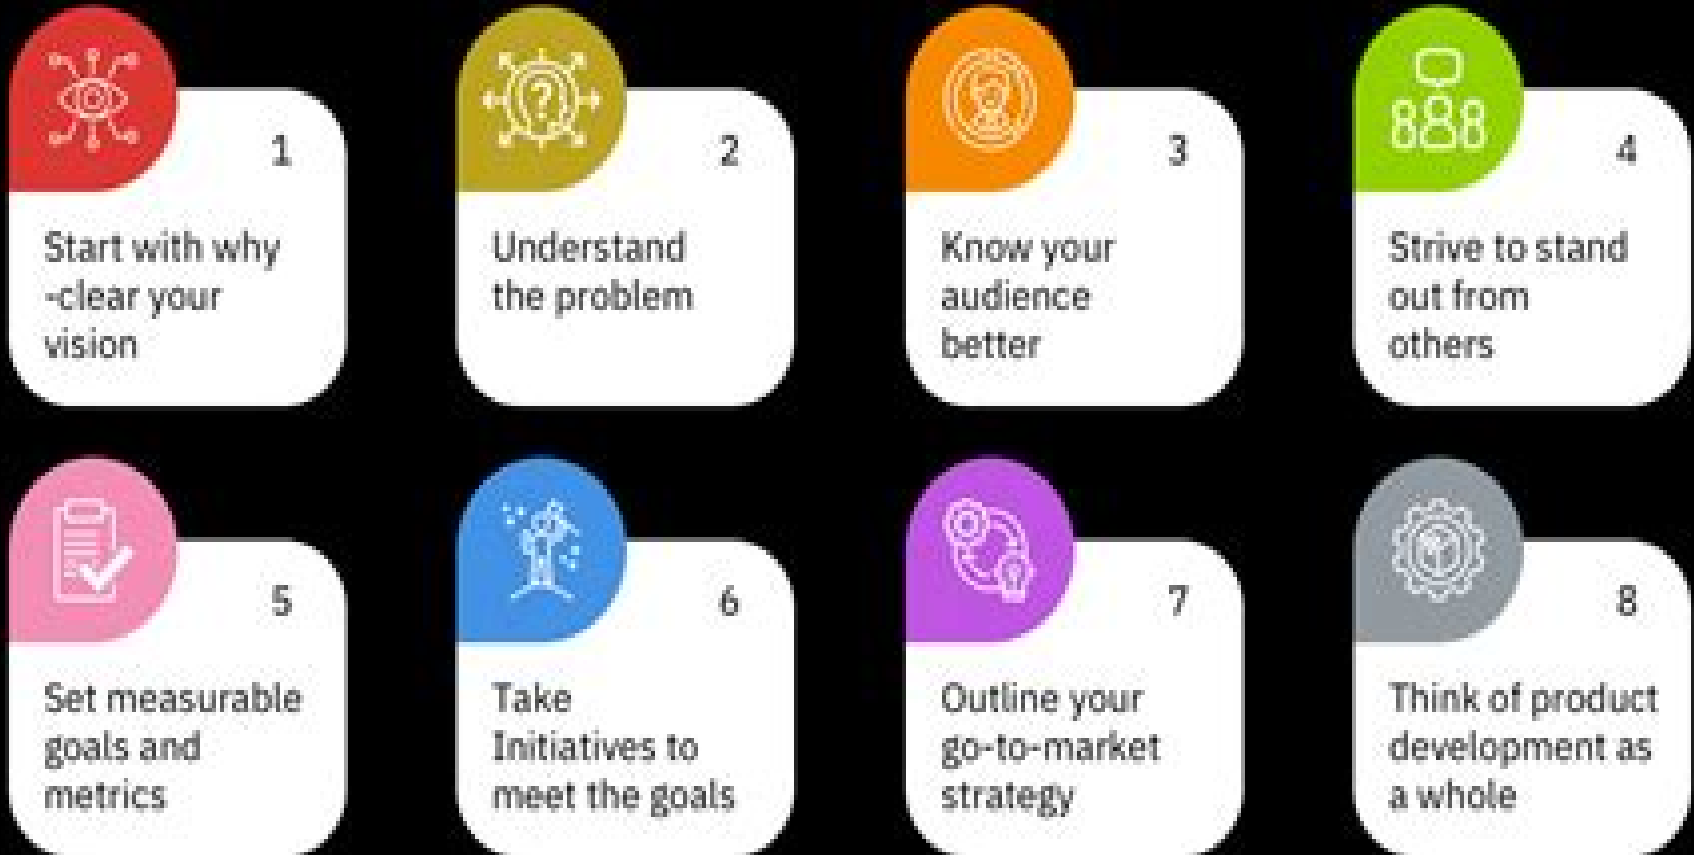 1
Start with why
-clear your
vision
2
Understand
the problem
3
Know your
audience
better
4
Strive to stand
out from
others
5
Set measurable
goals and
metrics
6
Take
Initiatives to
meet the goals
7
Outline your
go-to-market
strategy
8
Think of product
development as
a whole